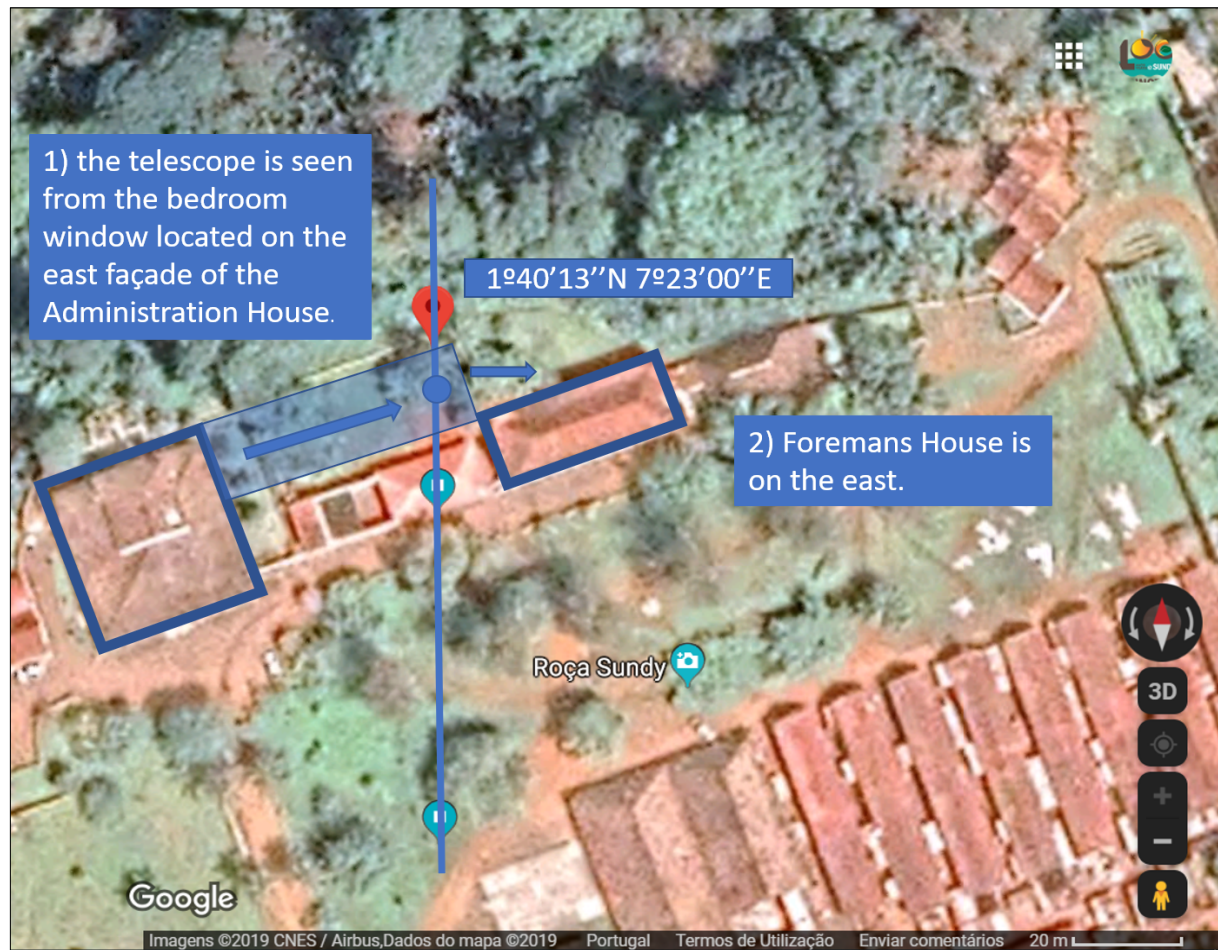 LOC
SUNDY
1) the telescope is seen
from the bedroom
window located on the
east façade of the
Administration House.
1º40’13’’N 7º23’00’’E
2) Foremans House is
on the east.
Roça Sundy
3D
Google
Imagens ©2019 CNES / Airbus,Dados do mapa ©2019 Portugal Termos de Utilização Enviar comentários 20 m